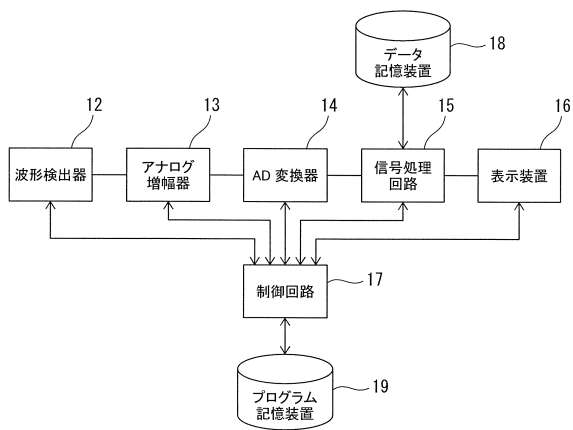 データ
記憶装置
18
12
13
14
15
16
波形検出器
アナログ
増幅器
AD 変換器
信号処理
回路
表示装置
制御回路
17
プログラム
記憶装置
19